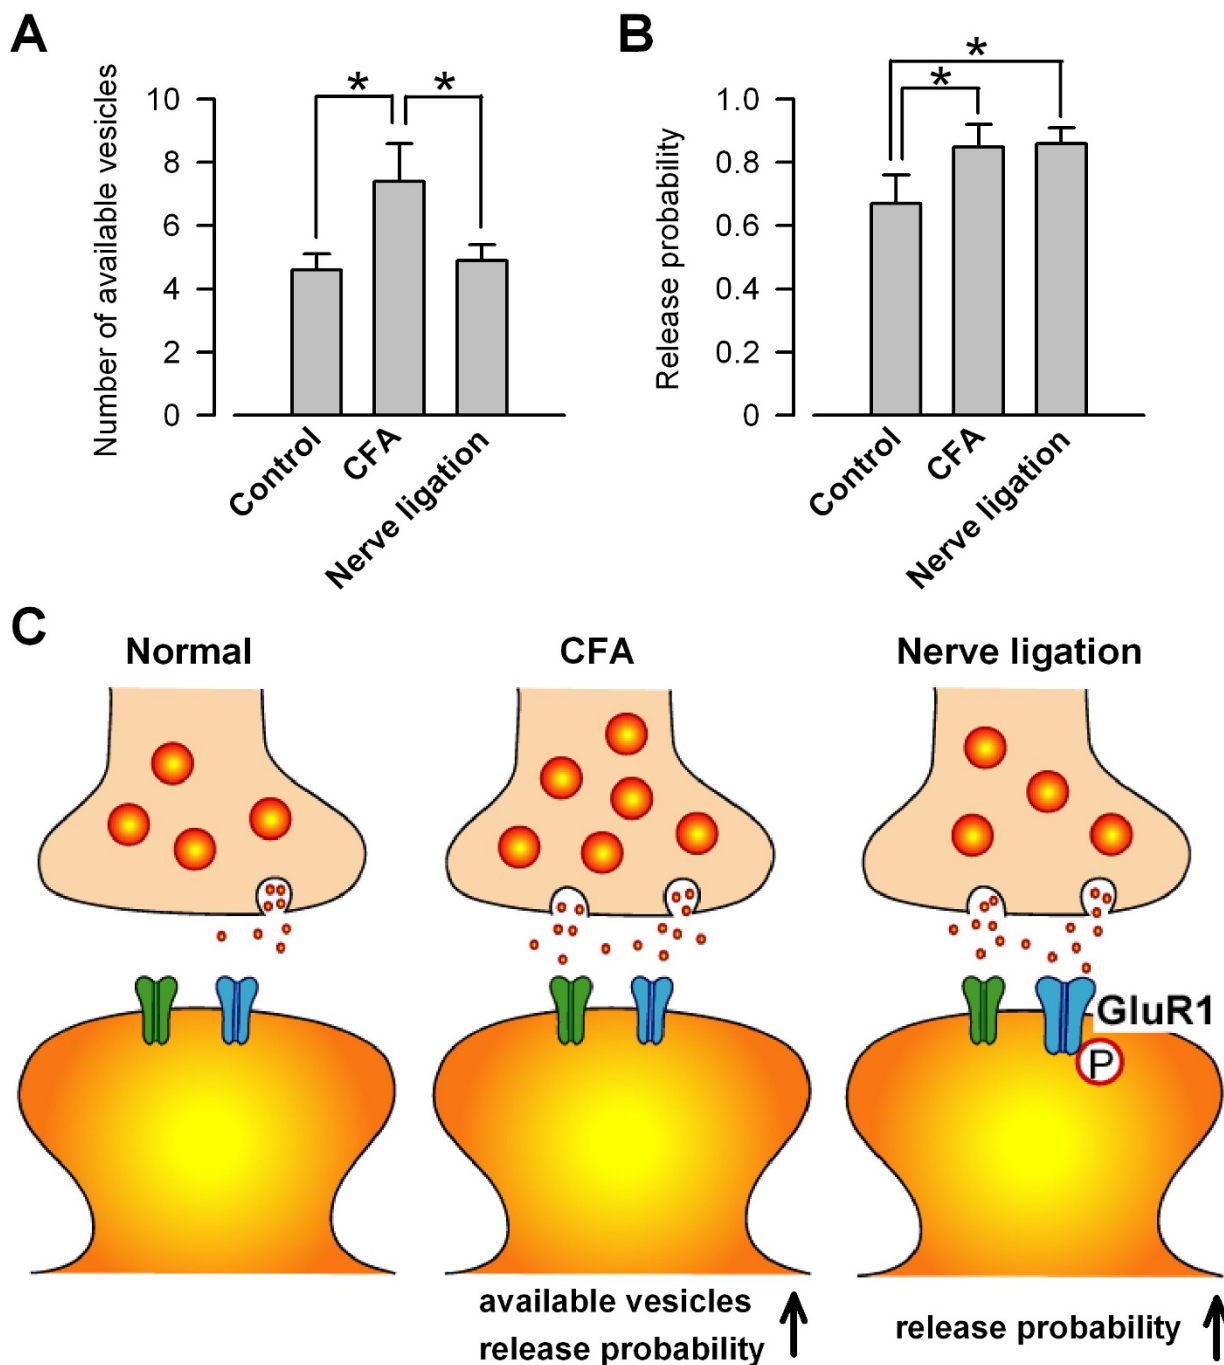 A
Number of available vesicles
10
8
6
4
2
0
* *
Control
CFA
Nerve ligation
B
Release probability
1.0
0.8
0.6
0.4
0.2
0
*
*
Control
CFA
Nerve ligation
C
Normal
CFA
Nerve ligation
GluR1
P
available vesicles
release probability
release probability